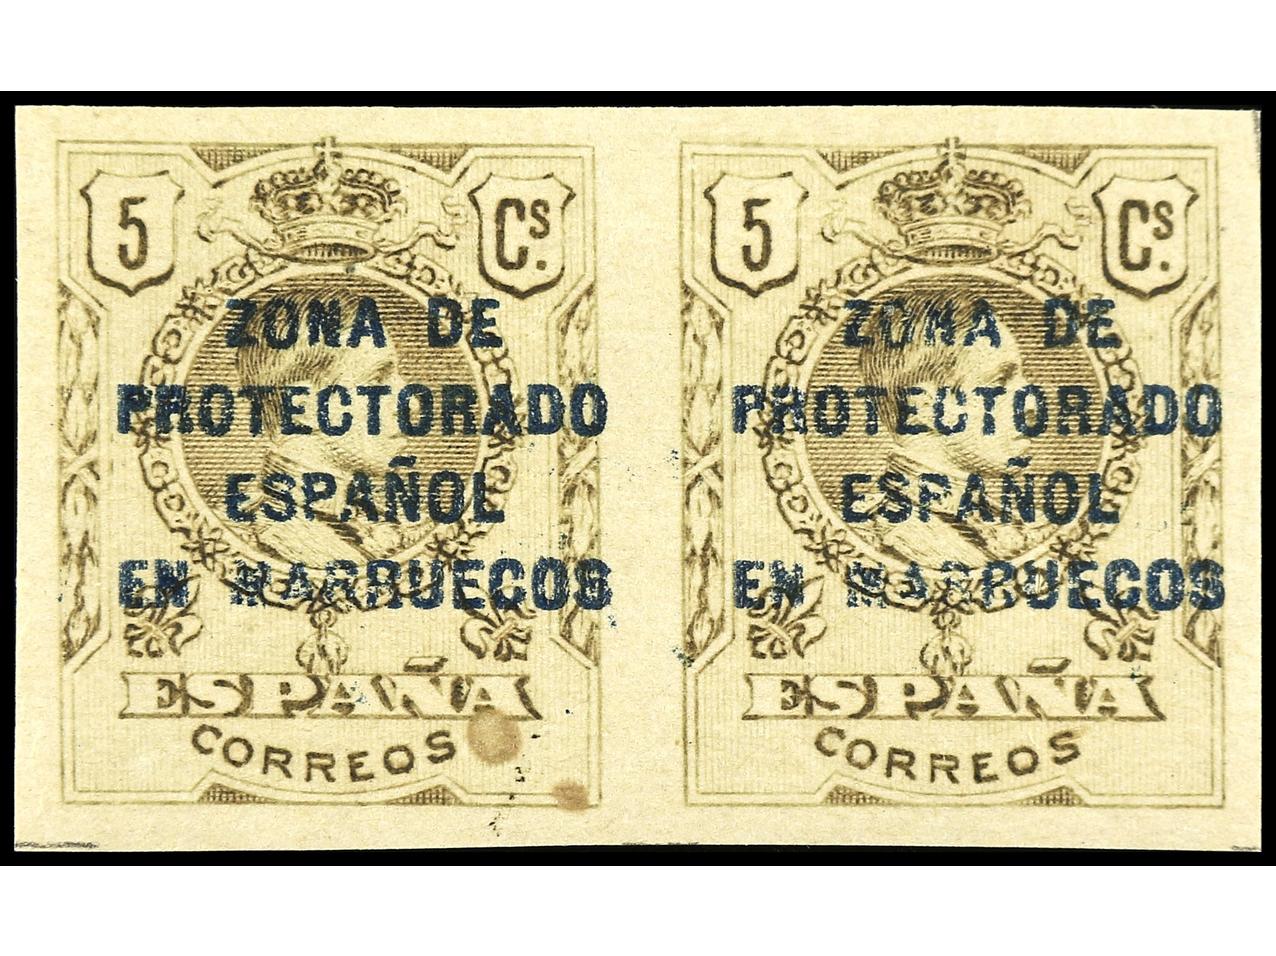 5 Cs.
ZONA DE
PROTECTORADO
ESPAÑOL
EN MARRUECOS
ESPAÑA
CORREOS
5 Cs.
ZONA DE
PROTECTORADO
ESPAÑOL
EN MARRUECOS
ESPAÑA
CORREOS